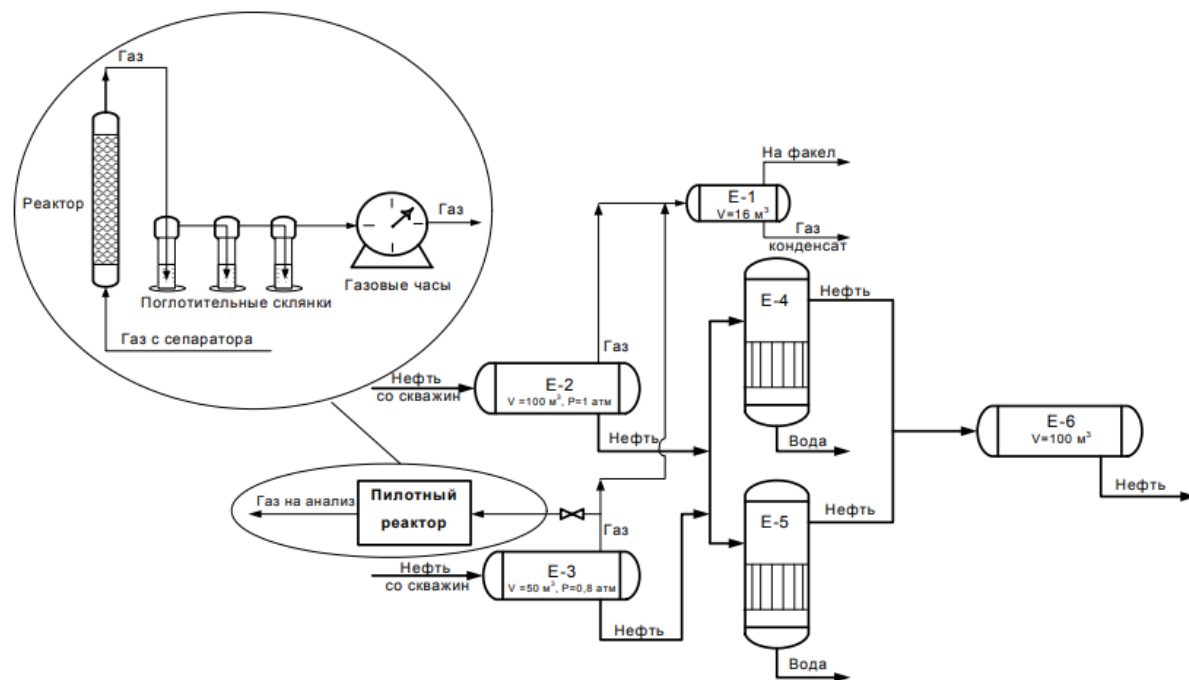 Газ
Реактор
Газ
Газовые часы
Поглотительные склянки
Газ с сепаратора
На факел
Е-1
V=16 м³
Газ
конденсат
Газ
Нефть
со скважин
Е-2
V =100 м³, Р=1 атм
Нефть
Е-4
Нефть
Вода
Е-6
V=100 м³
Нефть
Газ на анализ
Пилотный
реактор
Газ
Нефть
со скважин
Е-3
V =50 м³, Р=0,8 атм
Нефть
Е-5
Нефть
Вода